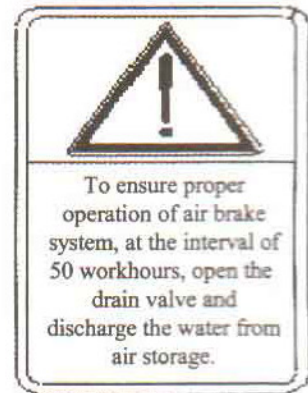 To ensure proper
operation of air brake
system, at the interval of
50 workhours, open the
drain valve and
discharge the water from
air storage.